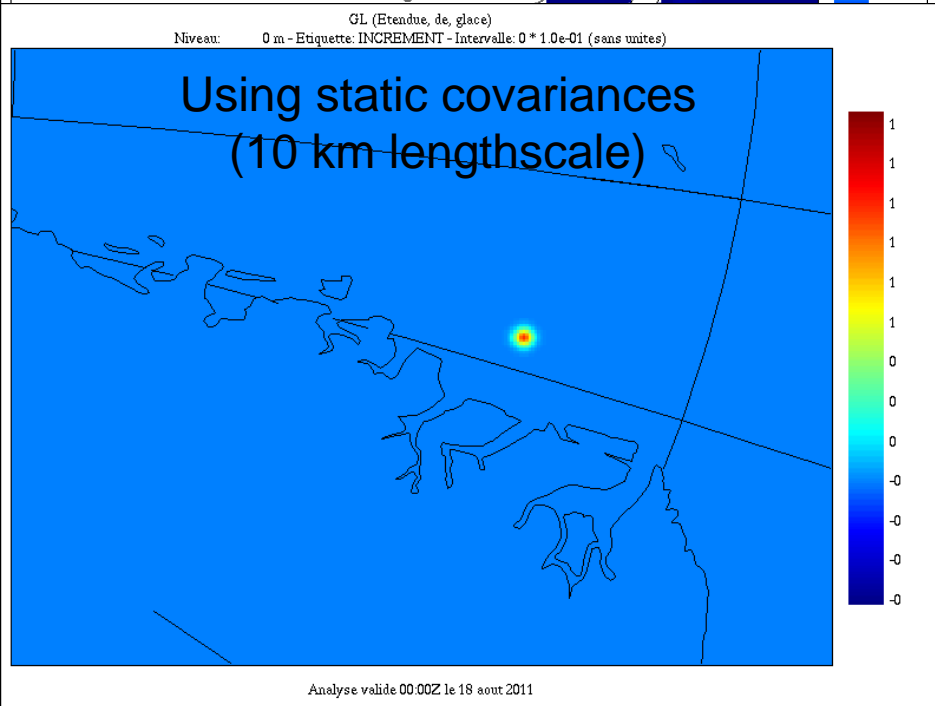 GL (Etendue, de, glace)
Niveau: 0 m - Etiquette: INCREMENT - Intervalle: 0 * 1.0e-01 (sans unites)
Using static covariances
(10 km lengthscale)
1
1
1
1
1
1
0
0
0
-0
-0
-0
-0
Analyse valide 00:00Z le 18 aout 2011